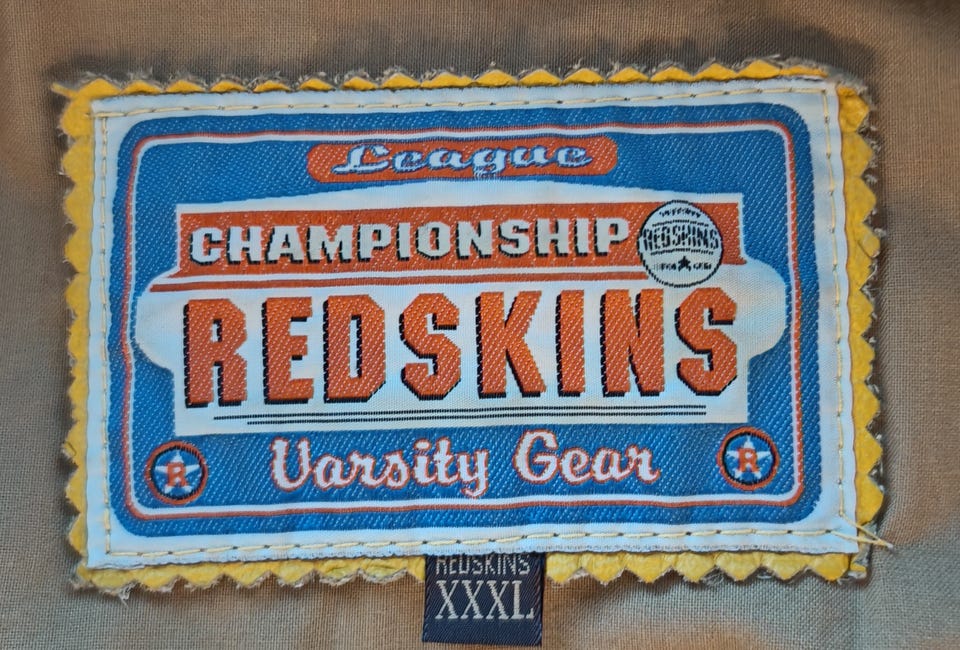 League
CHAMPIONSHIP
REDSKINS
REDSKINS
Varsity Gear
R
R
REDSKINS
XXXL